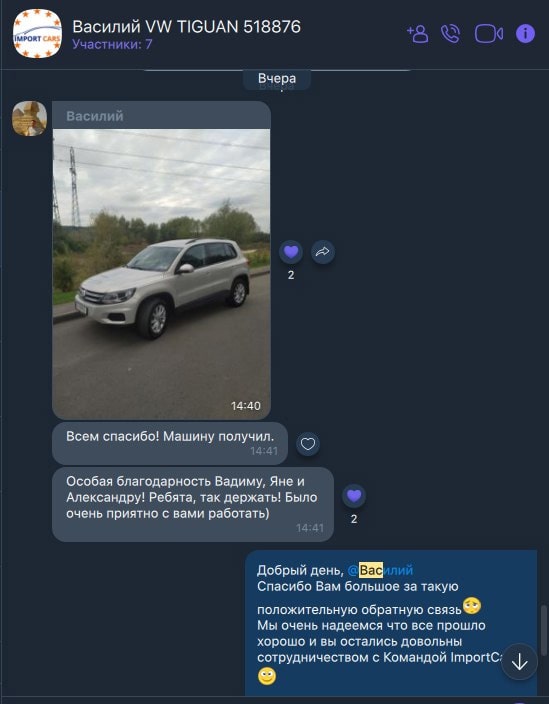 IMPORT CARS
Василий VW TIGUAN 518876
Участники: 7
Вчера
Василий
2
14:40
Всем спасибо! Машину получил.
14:41
Особая благодарность Вадиму, Яне и
Александру! Ребята, так держать! Было
очень приятно с вами работать)
14:41
2
Добрый день, @Василий
Спасибо Вам большое за такую
положительную обратную связь
Мы очень надеемся что все прошло
хорошо и вы остались довольны
сотрудничеством с Командой ImportCa